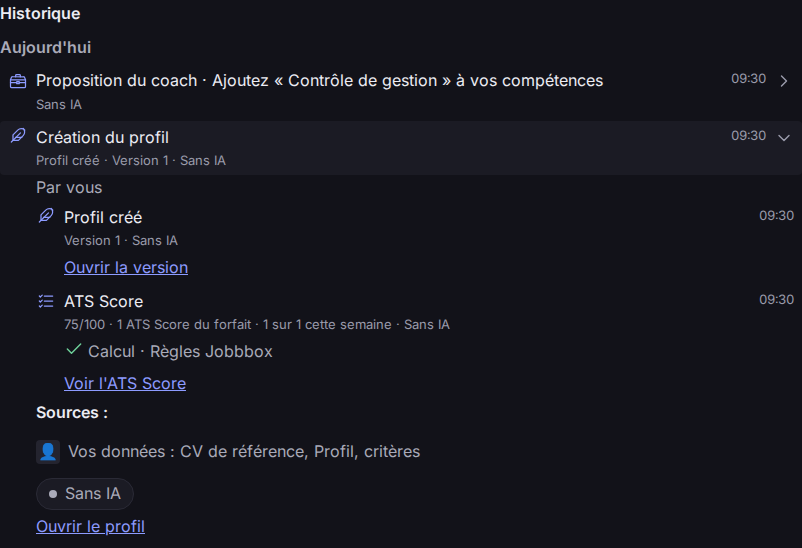 Historique
Aujourd'hui
Proposition du coach · Ajoutez « Contrôle de gestion » à vos compétences 09:30
Sans IA
Création du profil 09:30
Profil créé · Version 1 · Sans IA
Par vous
Profil créé 09:30
Version 1 · Sans IA
Ouvrir la version
ATS Score 09:30
75/100 · 1 ATS Score du forfait · 1 sur 1 cette semaine · Sans IA
Calcul · Règles Jobbbox
Voir l'ATS Score
Sources :
Vos données : CV de référence, Profil, critères
Sans IA
Ouvrir le profil